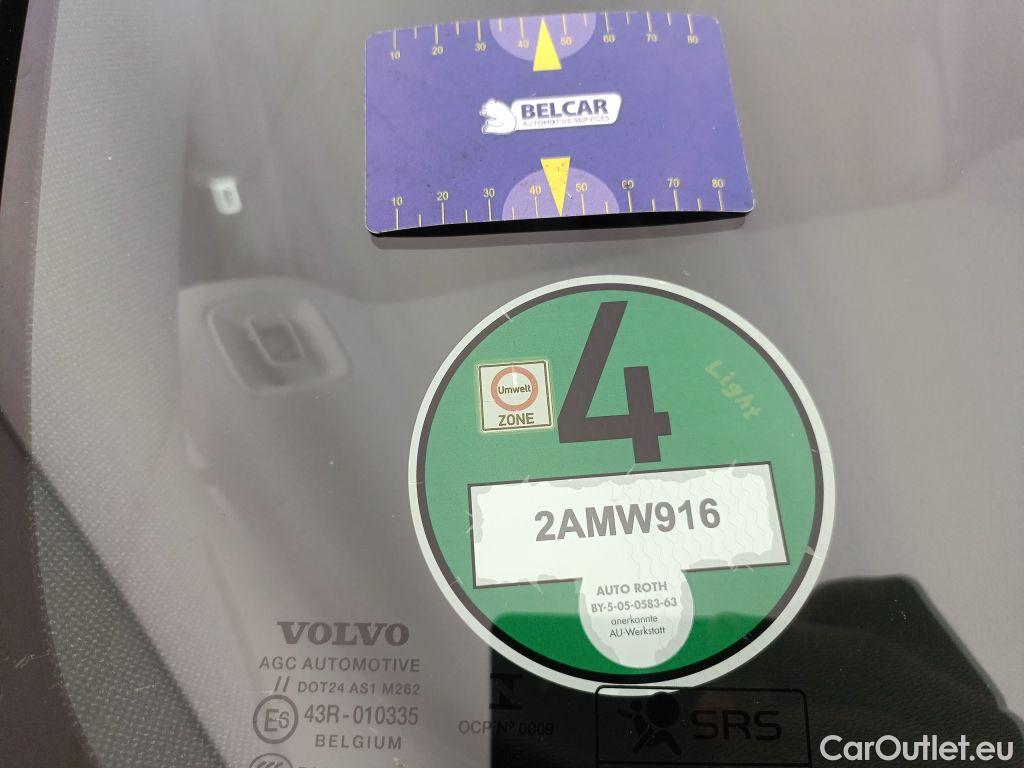 10 20 30 40 50 60 70 80
BELCAR
AUTOMOTIVE SERVICES
10 20 30 40 50 60 70 80
4
Light
Umwelt
ZONE
2AMW916
AUTO ROTH
BY-5-05-0583-63
anerkannte
AU-Werkstatt
VOLVO
AGC AUTOMOTIVE
// DOT24 AS1 M262
E6 43R-010335
BELGIUM
N
OCP Nº 0009
SRS
CarOutlet.eu